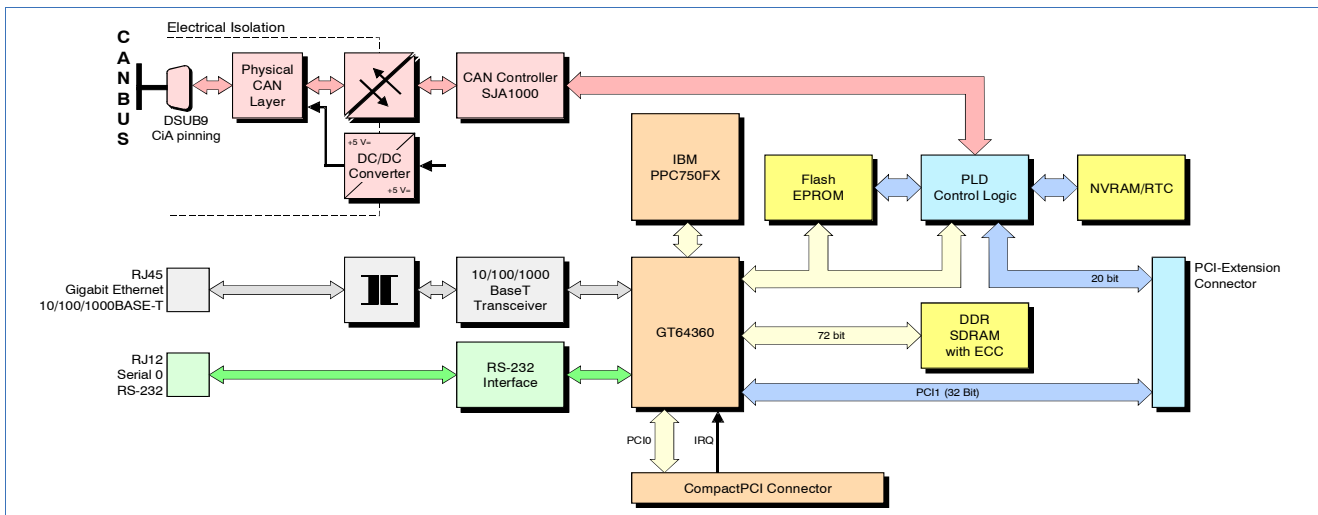 Electrical Isolation
CANBUS
DSUB9
CiA pinning
Physical
CAN
Layer
+5 V=
DC/DC
Converter
+5 V=
CAN Controller
SJA1000
IBM
PPC750FX
Flash
EPROM
PLD
Control Logic
NVRAM/RTC
RJ45
Gigabit Ethernet
10/100/1000BASE-T
10/100/1000
BaseT
Transceiver
GT64360
20 bit
PCI-Extension
Connector
72 bit
DDR
SDRAM
with ECC
RJ12
Serial 0
RS-232
RS-232
Interface
PCI1 (32 Bit)
PCI0
IRQ
CompactPCI Connector